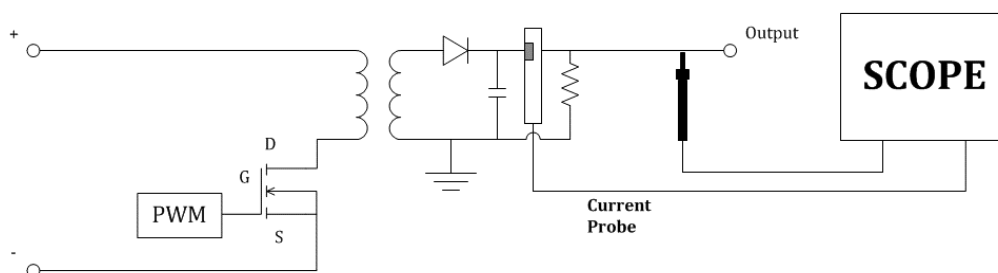 +
Output
SCOPE
D
G
PWM
S
Current
Probe
-